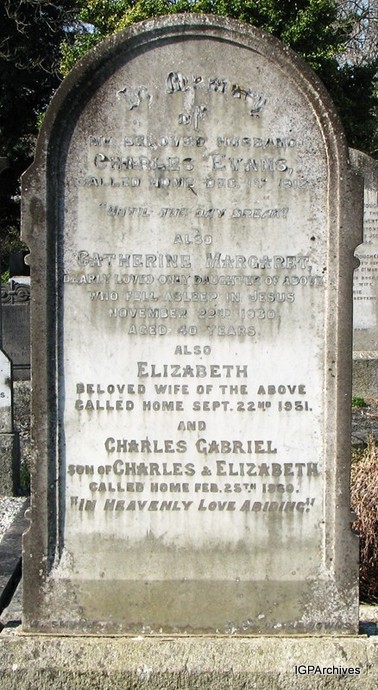 In Memory
of
MY BELOVED HUSBAND
CHARLES EVANS,
CALLED HOME DEC.
"UNTIL THE DAY BREAK"
ALSO
CATHERINE MARGARET,
DEARLY LOVED ONLY DAUGHTER OF ABOVE
WHO FELL ASLEEP IN JESUS
NOVEMBER 22ND 1930.
AGED 40 YEARS.
ALSO
ELIZABETH
BELOVED WIFE OF THE ABOVE
CALLED HOME SEPT. 22ND 1951.
AND
CHARLES GABRIEL
SON OF CHARLES & ELIZABETH
CALLED HOME FEB. 25TH 1960.
"IN HEAVENLY LOVE ABIDING"
IGPArchives